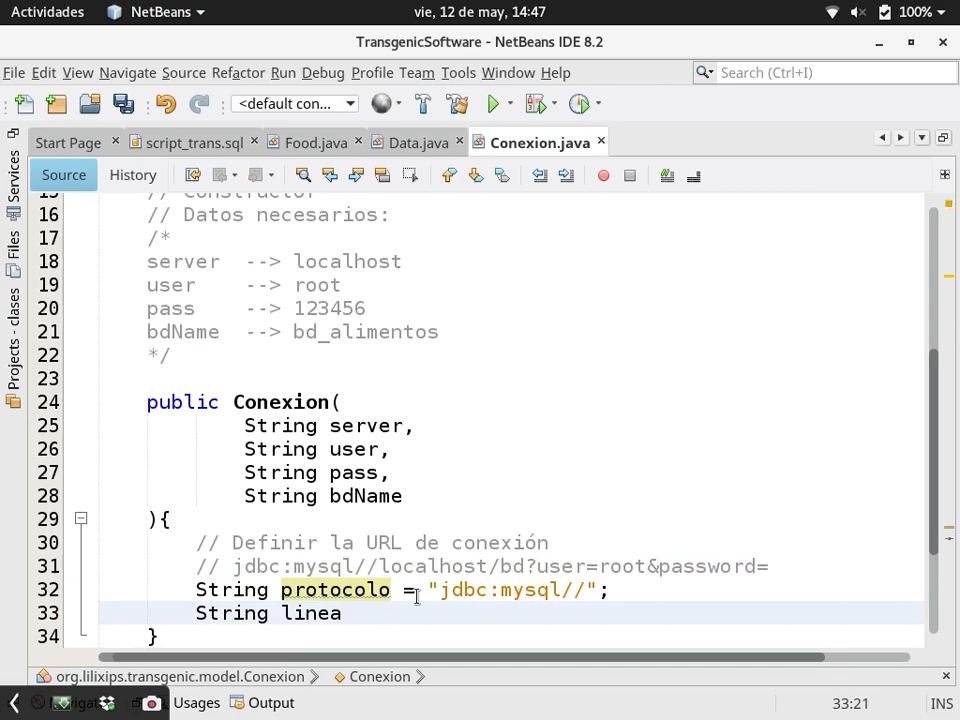 Actividades NetBeans vie, 12 de may, 14:47 100%
TransgenicSoftware - NetBeans IDE 8.2
File Edit View Navigate Source Refactor Run Debug Profile Team Tools Window Help Search (Ctrl+I)
<default con...
Start Page script_trans.sql Food.java Data.java Conexion.java
Source History
Services
Files
Projects - clases
15 // Constructor
16 // Datos necesarios:
17 /*
18 server --> localhost
19 user --> root
20 pass --> 123456
21 bdName --> bd_alimentos
22 */
23
24 public Conexion(
25 String server,
26 String user,
27 String pass,
28 String bdName
29 ){
30 // Definir la URL de conexión
31 // jdbc:mysql//localhost/bd?user=root&password=
32 String protocolo = "jdbc:mysql//";
33 String linea
34 }
org.lilixips.transgenic.model.Conexion Conexion
Navigat Usages Output 33:21 INS